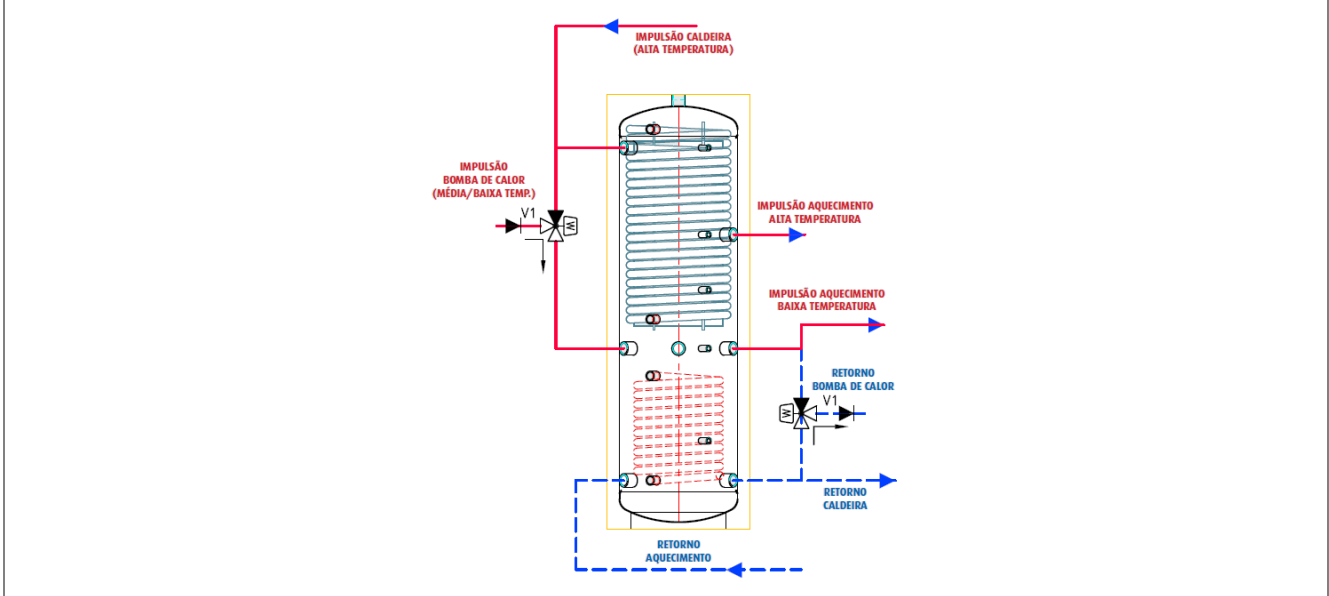 IMPULSÃO CALDEIRA
(ALTA TEMPERATURA)
IMPULSÃO
BOMBA DE CALOR
(MÉDIA/BAIXA TEMP.)
V1
M
IMPULSÃO AQUECIMENTO
ALTA TEMPERATURA
IMPULSÃO AQUECIMENTO
BAIXA TEMPERATURA
RETORNO
BOMBA DE CALOR
V1
M
RETORNO
CALDEIRA
RETORNO
AQUECIMENTO